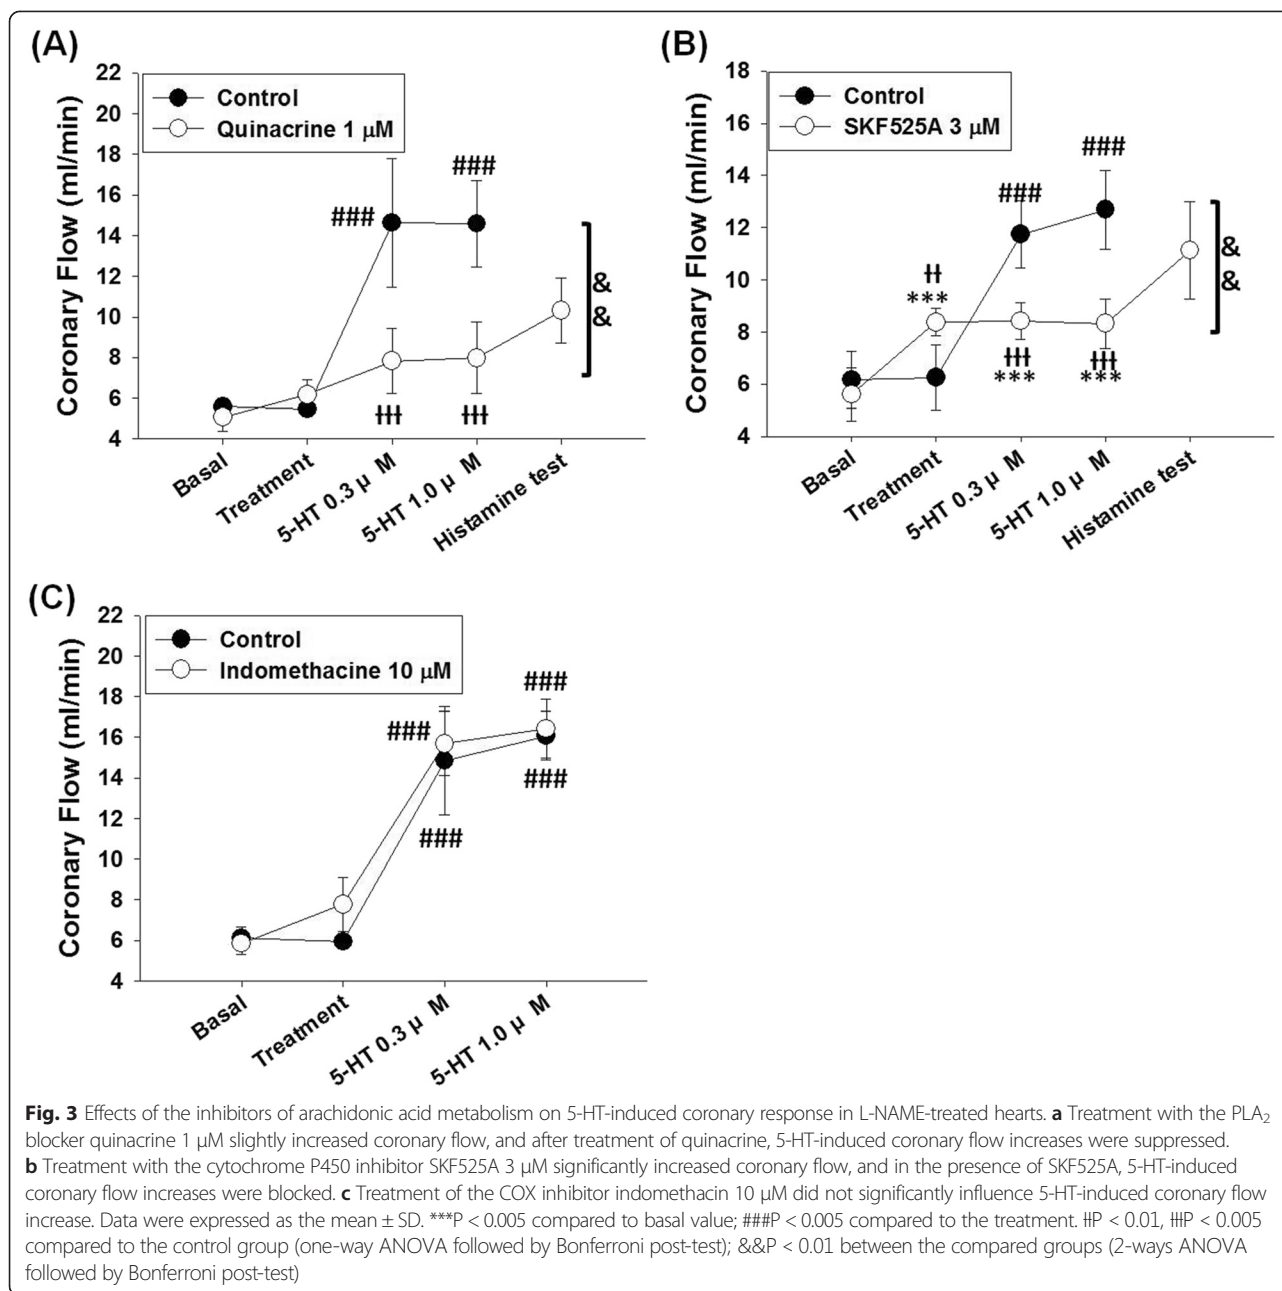 (A)
22
20
18
16
14
12
10
8
6
4
Coronary Flow (ml/min)
Control
Quinacrine 1 μM
###
###
ƗƗƗ
ƗƗƗ
&
&
Basal
Treatment
5-HT 0.3 μ M
5-HT 1.0 μ M
Histamine test
(B)
18
16
14
12
10
8
6
4
Coronary Flow (ml/min)
Control
SKF525A 3 μM
###
###
ƗƗ
***
ƗƗƗ
***
ƗƗƗ
***
&
&
Basal
Treatment
5-HT 0.3 μ M
5-HT 1.0 μ M
Histamine test
(C)
22
20
18
16
14
12
10
8
6
4
Coronary Flow (ml/min)
Control
Indomethacine 10 μM
###
###
###
###
Basal
Treatment
5-HT 0.3 μ M
5-HT 1.0 μ M
Fig. 3 Effects of the inhibitors of arachidonic acid metabolism on 5-HT-induced coronary response in L-NAME-treated hearts. a Treatment with the PLA₂
blocker quinacrine 1 μM slightly increased coronary flow, and after treatment of quinacrine, 5-HT-induced coronary flow increases were suppressed.
b Treatment with the cytochrome P450 inhibitor SKF525A 3 μM significantly increased coronary flow, and in the presence of SKF525A, 5-HT-induced
coronary flow increases were blocked. c Treatment of the COX inhibitor indomethacin 10 μM did not significantly influence 5-HT-induced coronary flow
increase. Data were expressed as the mean ± SD. ***P < 0.005 compared to basal value; ###P < 0.005 compared to the treatment. ƗƗP < 0.01, ƗƗƗP < 0.005
compared to the control group (one-way ANOVA followed by Bonferroni post-test); &&P < 0.01 between the compared groups (2-ways ANOVA
followed by Bonferroni post-test)